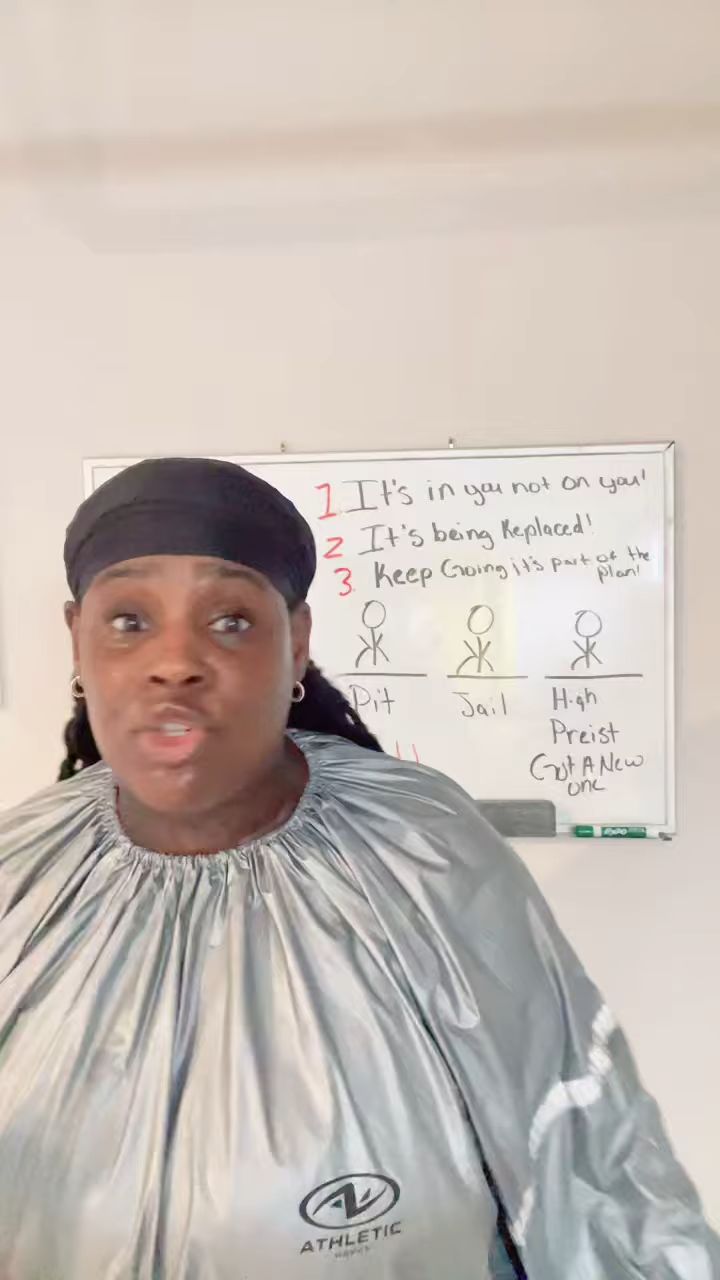 1. It's in you not on you!
2 It's being Replaced!
3. Keep Going it's part of the
plan!
Pit Jail High
Preist
Got A New
one
ATHLETIC